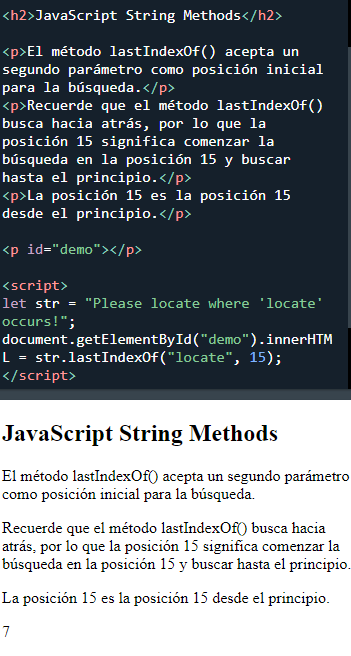 <h2>JavaScript String Methods</h2>
<p>El método lastIndexOf() acepta un
segundo parámetro como posición inicial
para la búsqueda.</p>
<p>Recuerde que el método lastIndexOf()
busca hacia atrás, por lo que la
posición 15 significa comenzar la
búsqueda en la posición 15 y buscar
hasta el principio.</p>
<p>La posición 15 es la posición 15
desde el principio.</p>
<p id="demo"></p>
<script>
let str = "Please locate where 'locate'
occurs!";
document.getElementById("demo").innerHTM
L = str.lastIndexOf("locate", 15);
</script>
JavaScript String Methods
El método lastIndexOf() acepta un segundo parámetro
como posición inicial para la búsqueda.
Recuerde que el método lastIndexOf() busca hacia
atrás, por lo que la posición 15 significa comenzar la
búsqueda en la posición 15 y buscar hasta el principio.
La posición 15 es la posición 15 desde el principio.
7